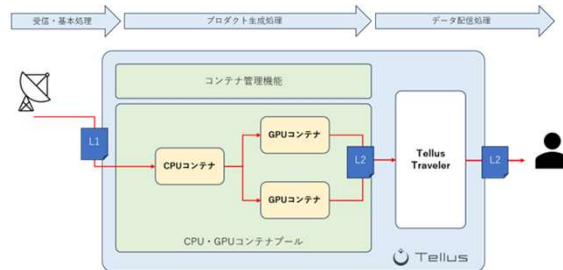 受信・基本処理
プロダクト生成処理
データ配信処理
コンテナ管理機能
L1
CPUコンテナ
GPUコンテナ
GPUコンテナ
L2
Tellus
Traveler
L2
CPU・GPUコンテナプール
Tellus